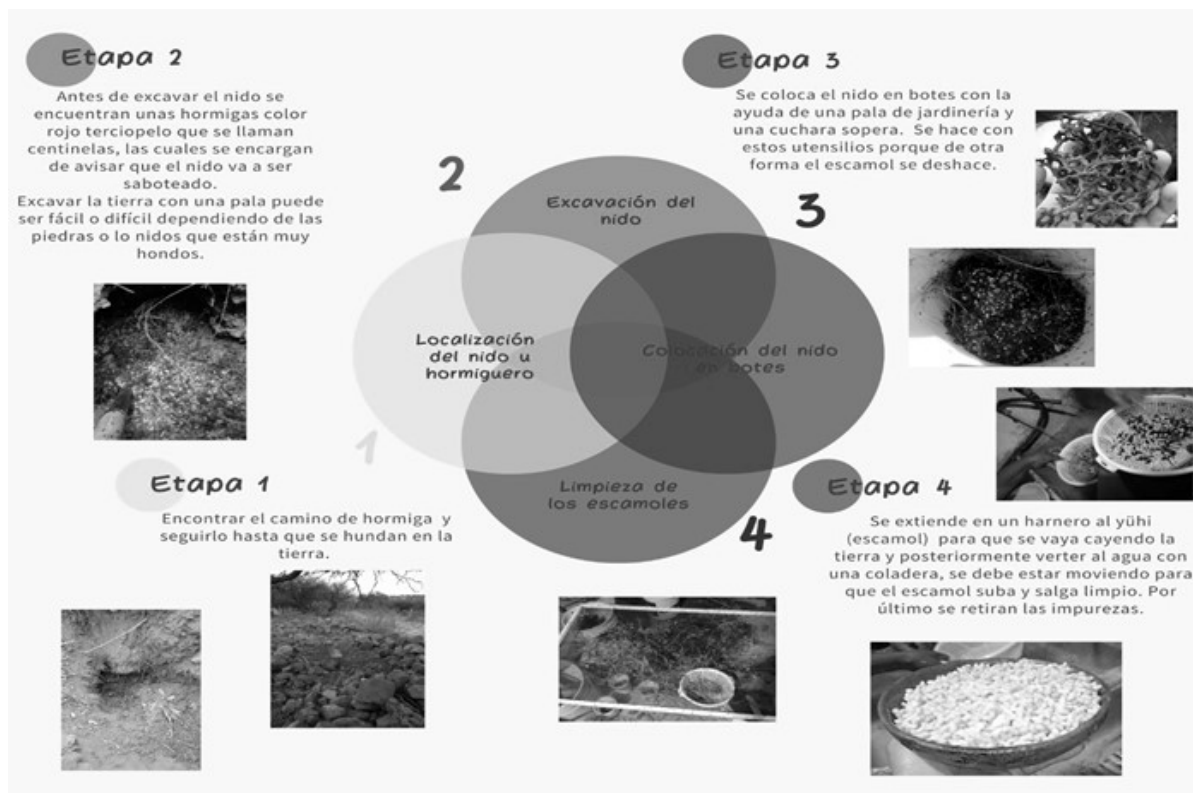 Etapa 2
Antes de excavar el nido se
encuentran unas hormigas color
rojo terciopelo que se llaman
centinelas, las cuales se encargan
de avisar que el nido va a ser
saboteado.
Excavar la tierra con una pala puede
ser fácil o difícil dependiendo de las
piedras o lo nidos que están muy
hondos.
Etapa 3
Se coloca el nido en botes con la
ayuda de una pala de jardinería y
una cuchara sopera. Se hace con
estos utensilios porque de otra
forma el escamol se deshace.
2
Excavación del
nido
3
Localización
del nido u
hormiguero
Colocación del nido
en botes
1
Limpieza de
los escamoles
4
Etapa 1
Encontrar el camino de hormiga y
seguirlo hasta que se hundan en la
tierra.
Etapa 4
Se extiende en un harnero al yühi
(escamol) para que se vaya cayendo la
tierra y posteriormente verter al agua con
una coladera, se debe estar moviendo para
que el escamol suba y salga limpio. Por
último se retiran las impurezas.